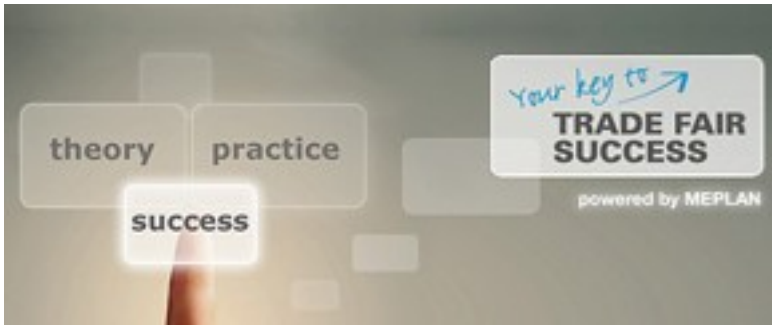 theory
practice
success
Your key to
TRADE FAIR
SUCCESS
powered by MEPLAN